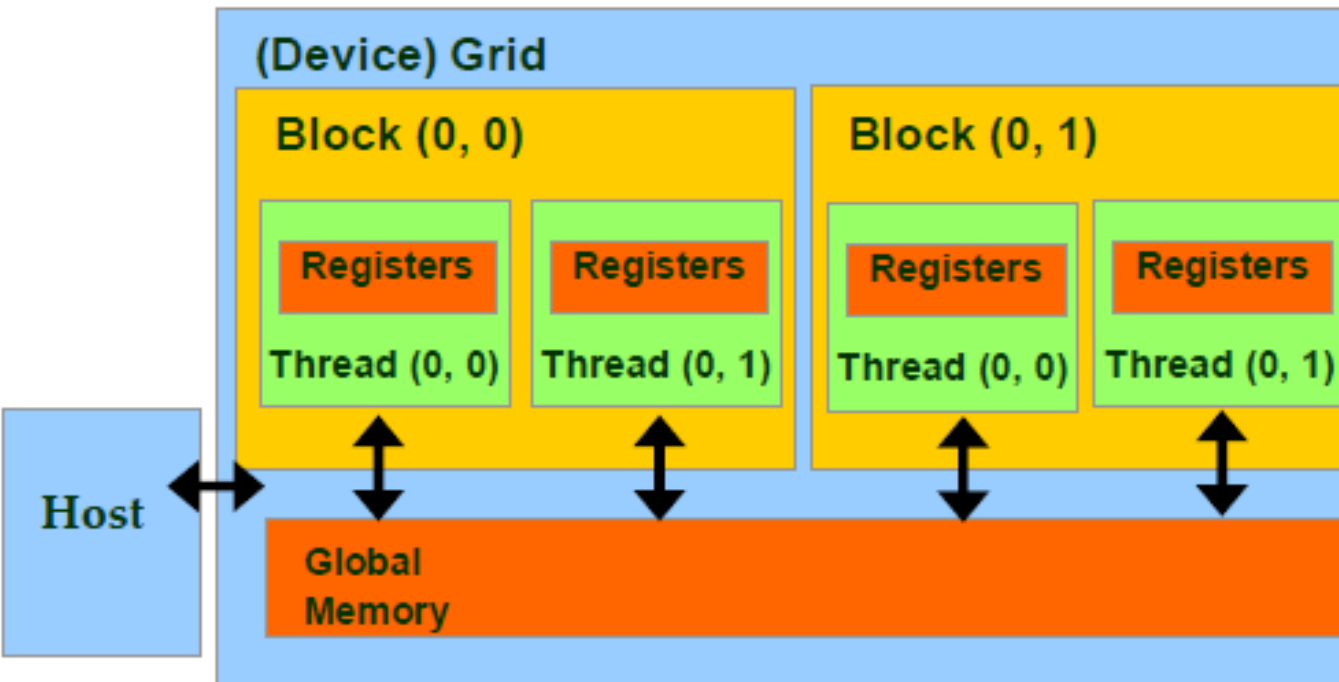 (Device) Grid
Block (0, 0)
Block (0, 1)
Registers
Registers
Registers
Registers
Thread (0, 0)
Thread (0, 1)
Thread (0, 0)
Thread (0, 1)
Host
Global
Memory